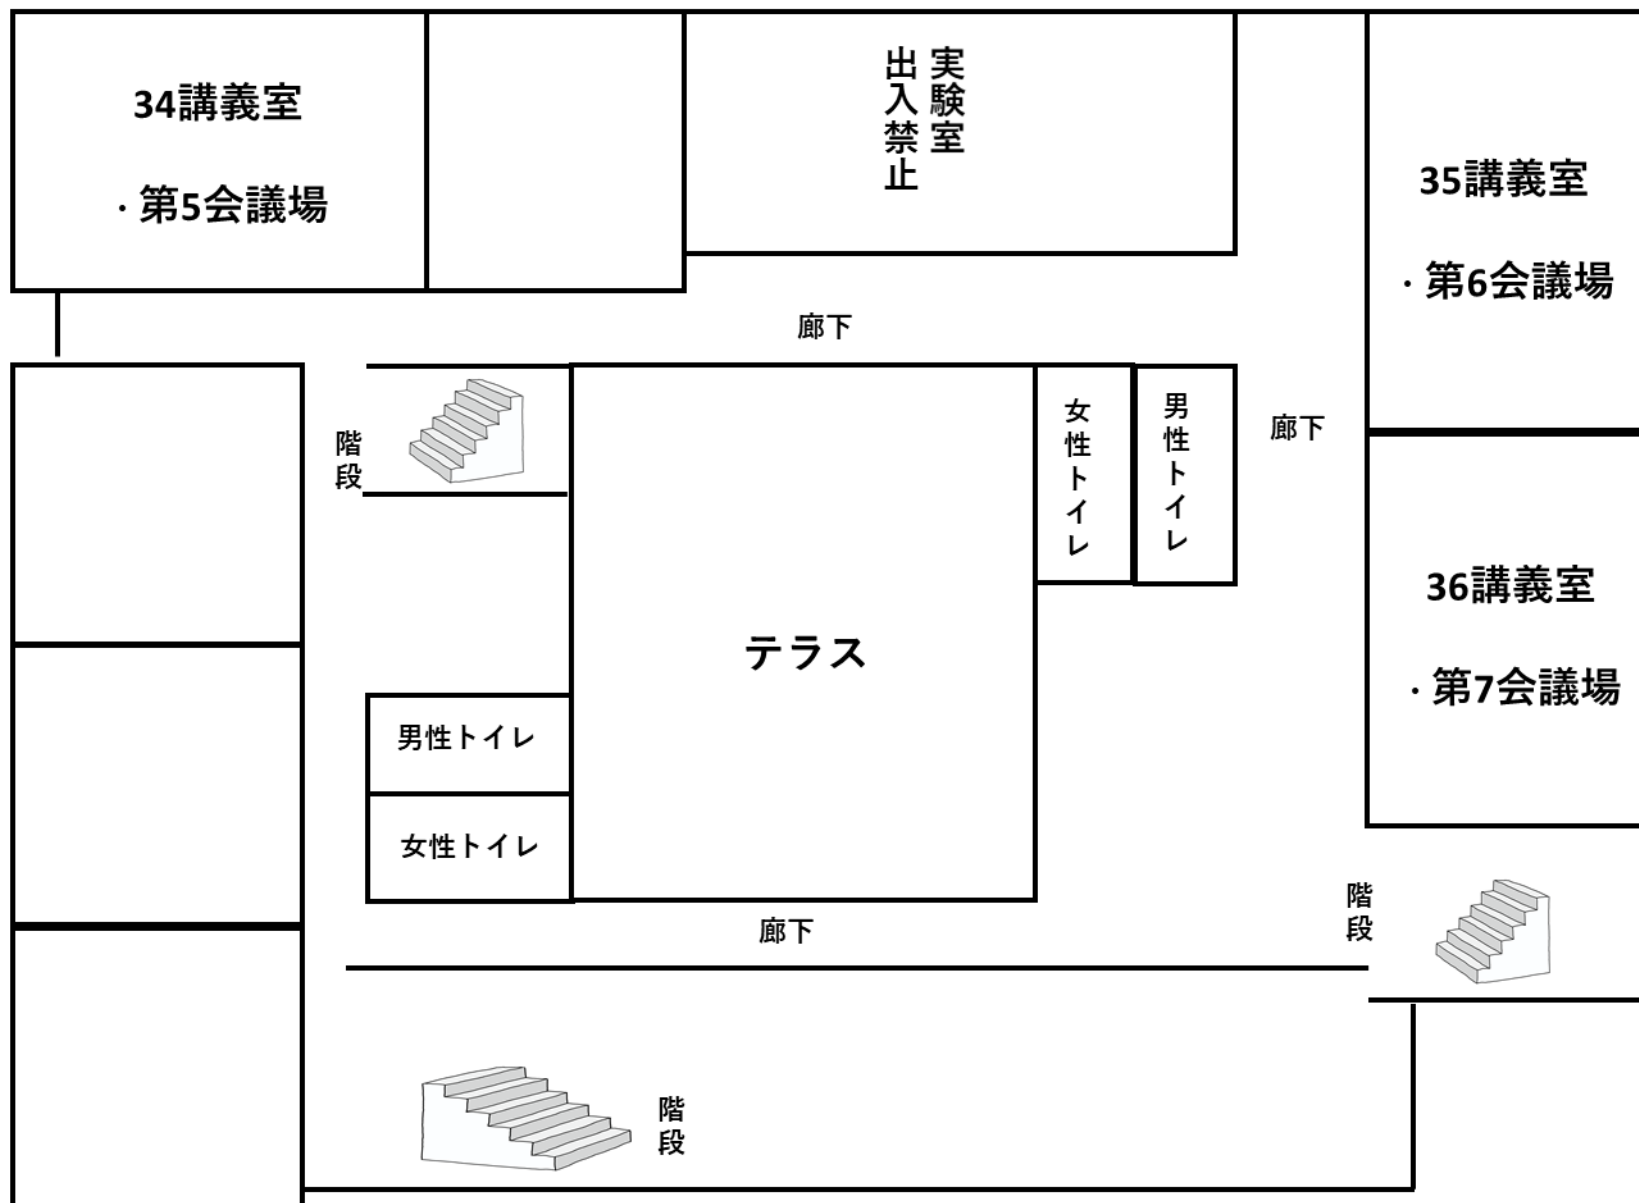 34講義室
・第5会議場
実験室
出入禁止
35講義室
・第6会議場
廊下
階段
女性トイレ
男性トイレ
廊下
36講義室
・第7会議場
テラス
男性トイレ
女性トイレ
廊下
階段
階段